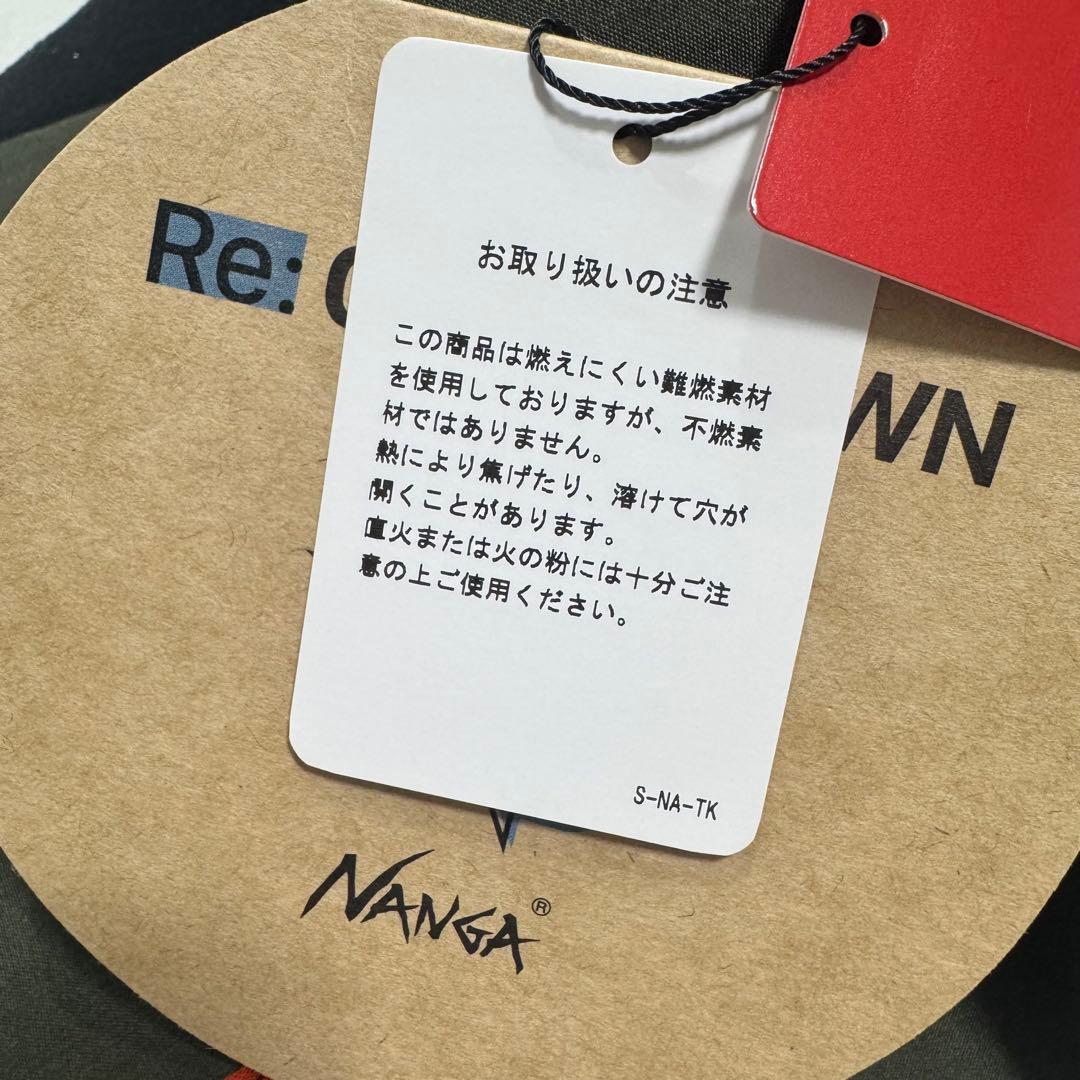 Re:
WN
お取り扱いの注意
この商品は燃えにくい難燃素材
を使用しておりますが、不燃素
材ではありません。
熱により焦げたり、溶けて穴が
開くことがあります。
直火または火の粉には十分ご注
意の上ご使用ください。
S-NA-TK
NANGA®